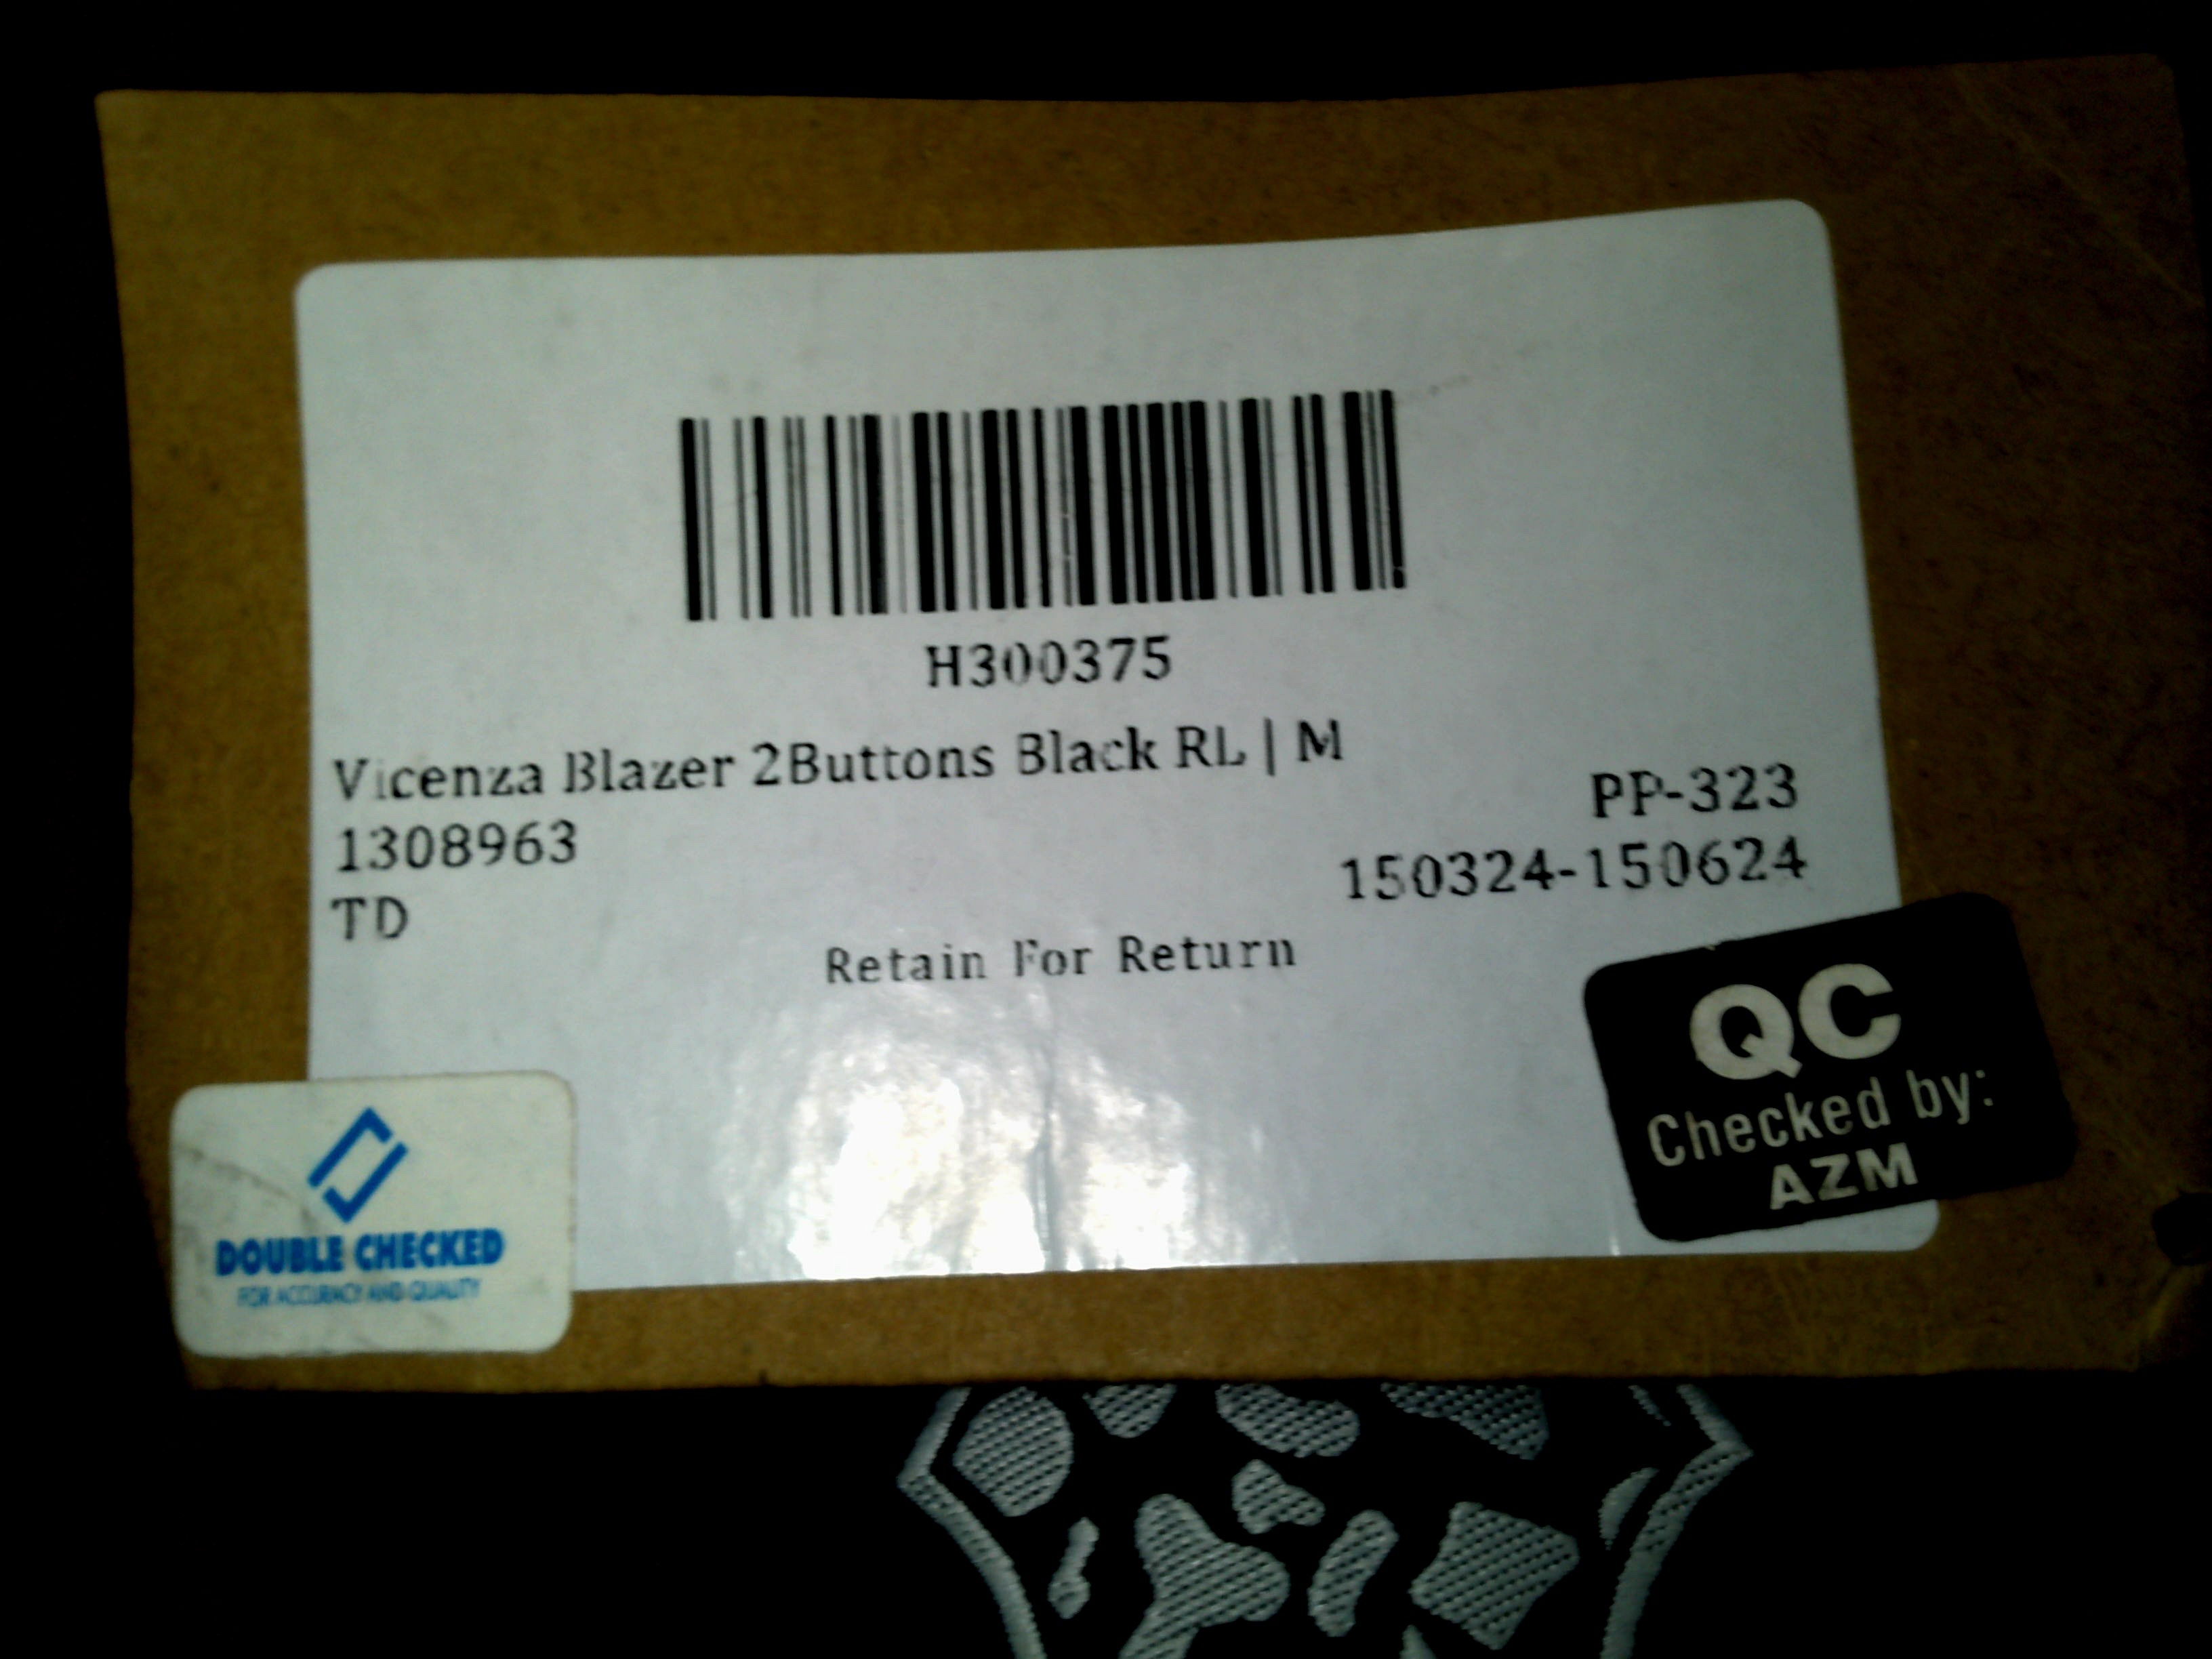 H300375
Vicenza Blazer 2Buttons Black RL | M
PP-323
1308963
150324-150624
TD
Retain For Return
QC
Checked by:
AZM
DOUBLE CHECKED
FOR ACCURACY AND QUALITY